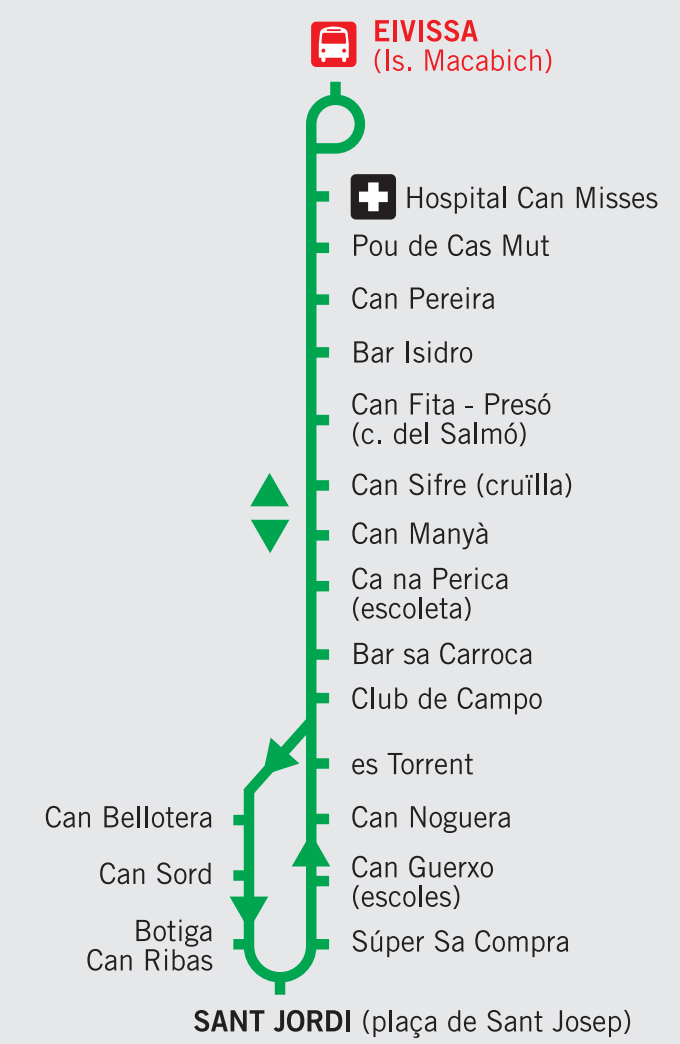 EIVISSA
(Is. Macabich)
Hospital Can Misses
Pou de Cas Mut
Can Pereira
Bar Isidro
Can Fita - Presó
(c. del Salmó)
Can Sifre (cruïlla)
Can Manyà
Ca na Perica
(escoleta)
Bar sa Carroca
Club de Campo
es Torrent
Can Noguera
Can Guerxo
(escoles)
Súper Sa Compra
Can Bellotera
Can Sord
Botiga
Can Ribas
SANT JORDI (plaça de Sant Josep)